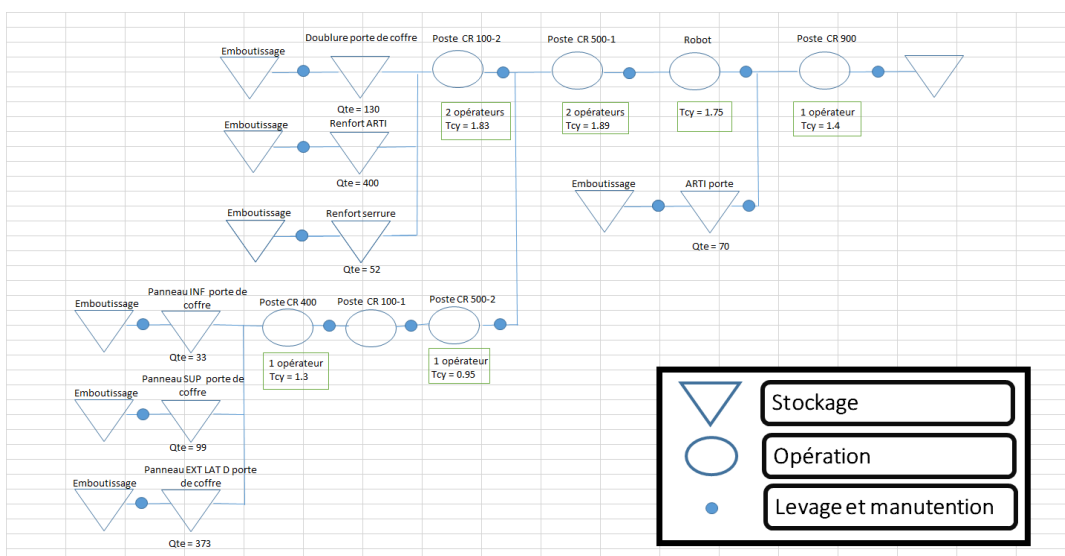 Doublure porte de coffre
Poste CR 100-2
Poste CR 500-1
Robot
Poste CR 900
Emboutissage
Qte = 130
2 opérateurs
Tcy = 1.83
2 opérateurs
Tcy = 1.89
Tcy = 1.75
1 opérateur
Tcy = 1.4
Emboutissage
Renfort ARTI
Qte = 400
Emboutissage
ARTI porte
Qte = 70
Emboutissage
Renfort serrure
Qte = 52
Emboutissage
Panneau INF porte de
coffre
Poste CR 400
Poste CR 100-1
Poste CR 500-2
Qte = 33
1 opérateur
Tcy = 1.3
1 opérateur
Tcy = 0.95
Emboutissage
Panneau SUP porte de
coffre
Qte = 99
Emboutissage
Panneau EXT LAT D porte
de coffre
Qte = 373
Stockage
Opération
Levage et manutention